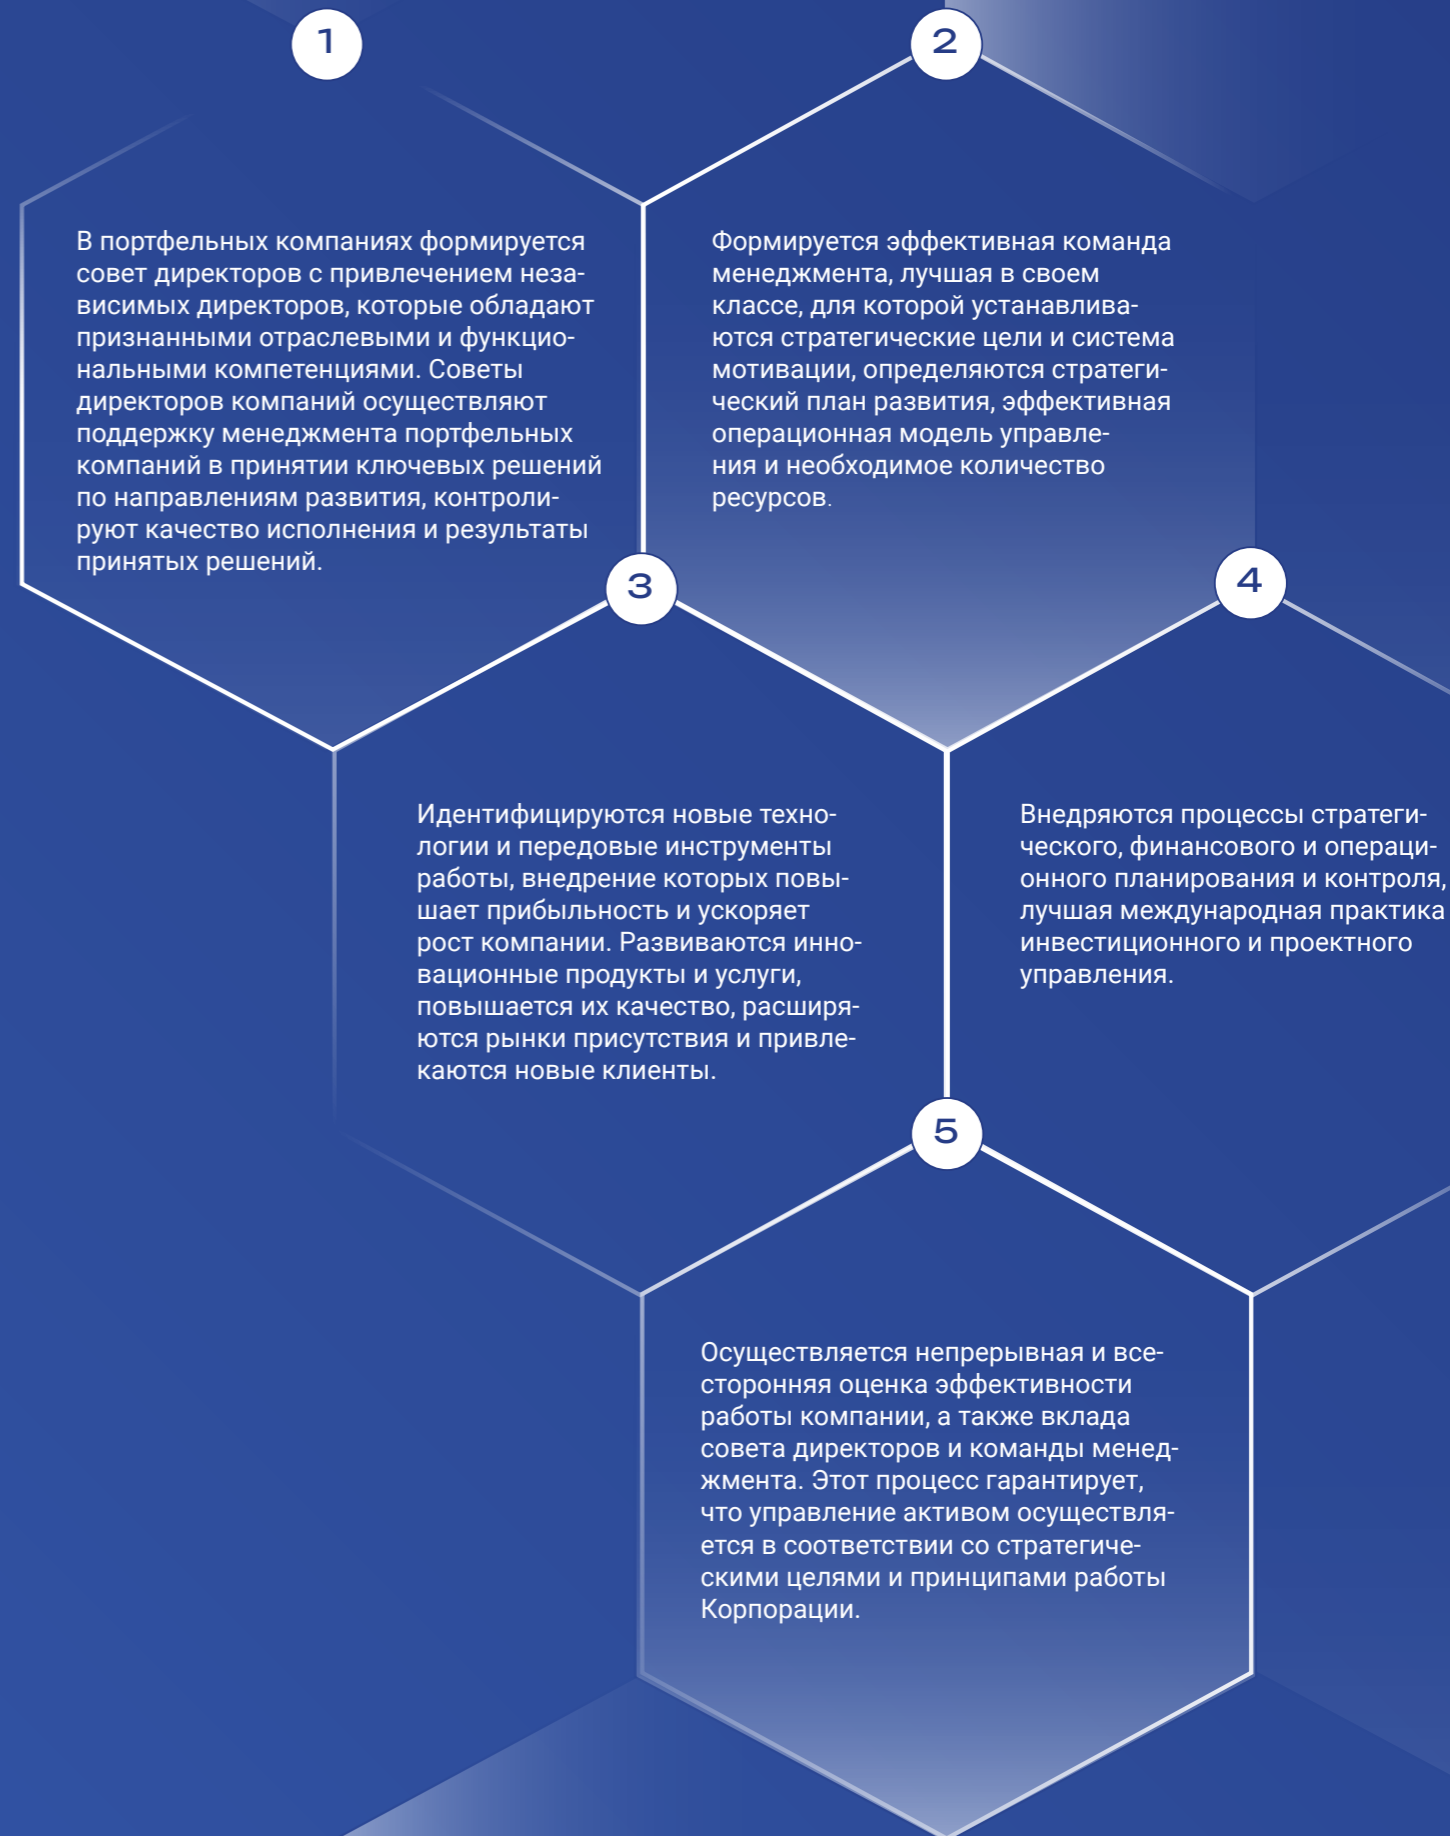 1
В портфельных компаниях формируется
совет директоров с привлечением неза-
висимых директоров, которые обладают
признанными отраслевыми и функцио-
нальными компетенциями. Советы
директоров компаний осуществляют
поддержку менеджмента портфельных
компаний в принятии ключевых решений
по направлениям развития, контроли-
руют качество исполнения и результаты
принятых решений.
2
Формируется эффективная команда
менеджмента, лучшая в своем
классе, для которой устанавлива-
ются стратегические цели и система
мотивации, определяются стратеги-
ческий план развития, эффективная
операционная модель управле-
ния и необходимое количество
ресурсов.
3
Идентифицируются новые техно-
логии и передовые инструменты
работы, внедрение которых повы-
шает прибыльность и ускоряет
рост компании. Развиваются инно-
вационные продукты и услуги,
повышается их качество, расширя-
ются рынки присутствия и привле-
каются новые клиенты.
4
Внедряются процессы стратеги-
ческого, финансового и операци-
онного планирования и контроля,
лучшая международная практика
инвестиционного и проектного
управления.
5
Осуществляется непрерывная и все-
сторонняя оценка эффективности
работы компании, а также вклада
совета директоров и команды менед-
жмента. Этот процесс гарантирует,
что управление активом осуществля-
ется в соответствии со стратегиче-
скими целями и принципами работы
Корпорации.